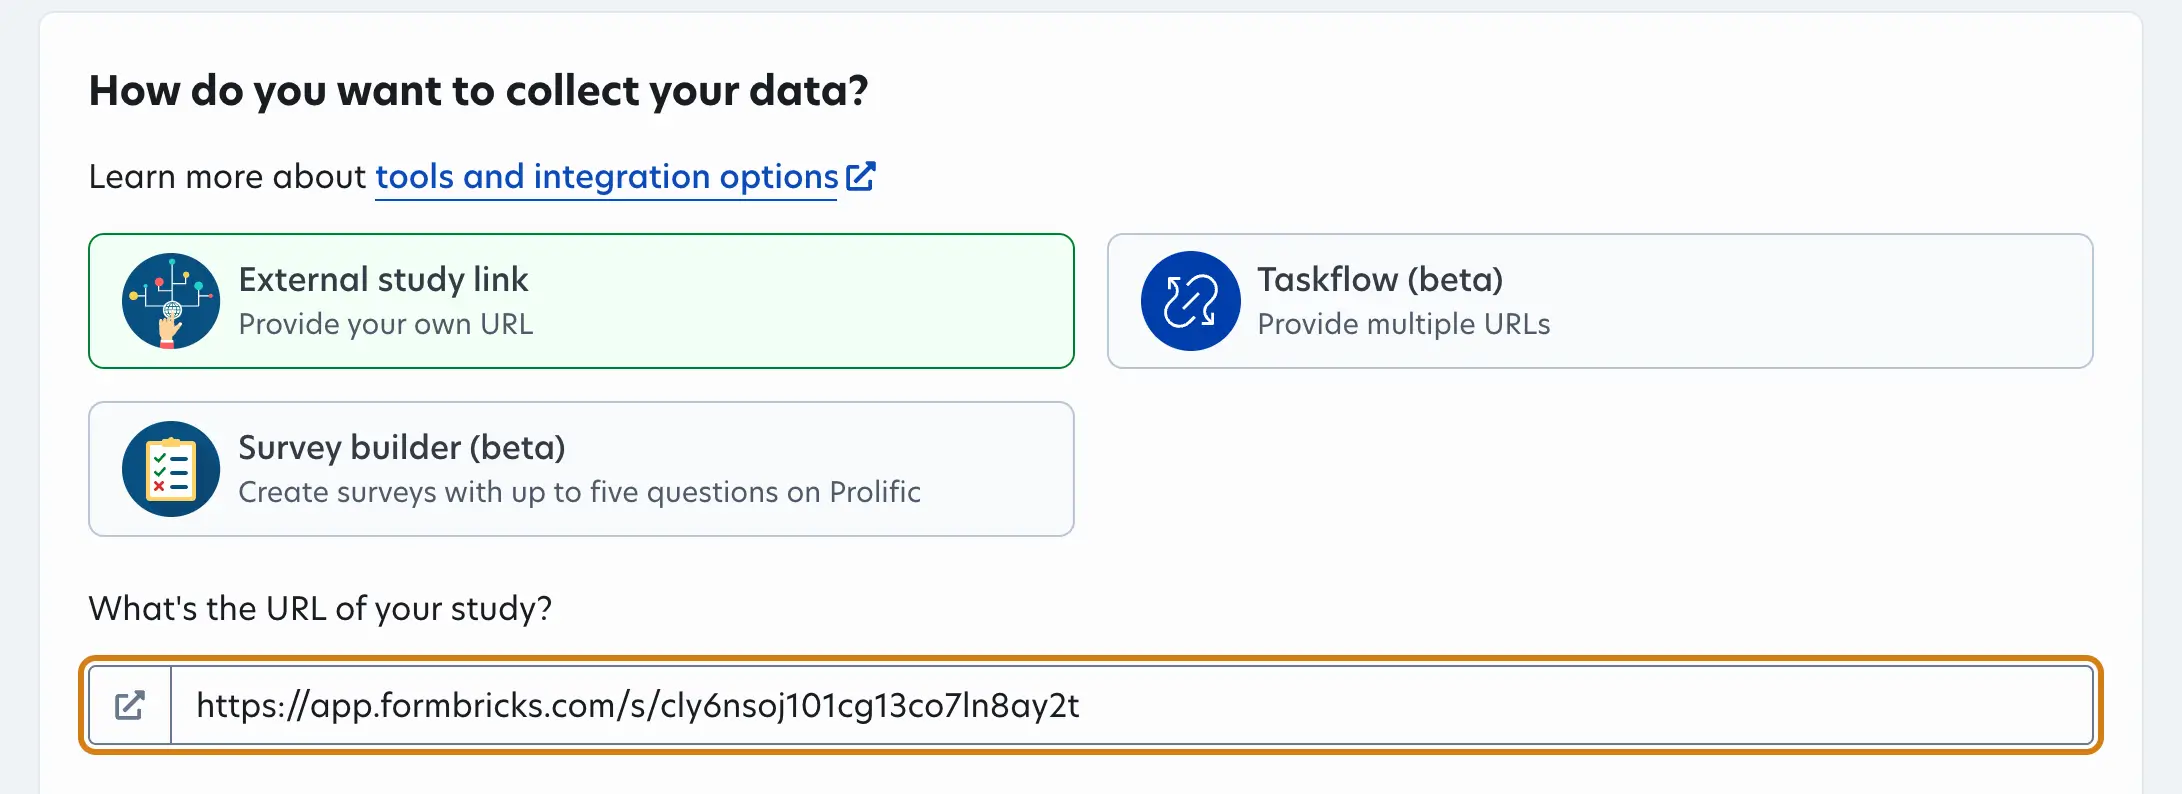 How do you want to collect your data?
Learn more about tools and integration options
External study link
Provide your own URL
Taskflow (beta)
Provide multiple URLs
Survey builder (beta)
Create surveys with up to five questions on Prolific
What's the URL of your study?
https://app.formbricks.com/s/cly6nsoj101cg13co7ln8ay2t